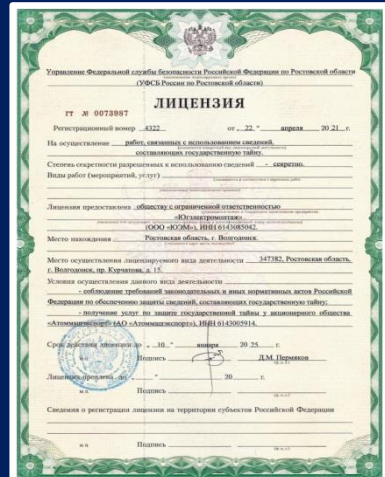 Управление Федеральной службы безопасности Российской Федерации по Ростовской области
(УФСБ России по Ростовской области)
ЛИЦЕНЗИЯ
ГТ № 0073987
Регистрационный номер 4322 от „ 22 " апреля 20 21 г.
На осуществление работ, связанных с использованием сведений,
составляющих государственную тайну.
Степень секретности разрешенных к использованию сведений - секретно.
Виды работ (мероприятий, услуг)
Лицензия предоставлена обществу с ограниченной ответственностью
«Югэлектромонтаж»
(ООО «ЮЭМ»), ИНН 6143085042.
Место нахождения Ростовская область, г. Волгодонск.
Место осуществления лицензируемого вида деятельности 347382, Ростовская область,
г. Волгодонск, пр. Курчатова, д. 15.
Условия осуществления данного вида деятельности
- соблюдение требований законодательных и иных нормативных актов Российской
Федерации по обеспечению защиты сведений, составляющих государственную тайну;
- получение услуг по защите государственной тайны у акционерного общества
«Атоммашэкспорт» (АО «Атоммашэкспорт»), ИНН 6143005914.
Срок действия лицензии до „ 10 " января 20 25 г.
М.П. Подпись Д.М. Пермяков
Лицензия продлена до „ " 20 г.
М.П. Подпись
Сведения о регистрации лицензии на территории субъектов Российской Федерации
М.П. Подпись